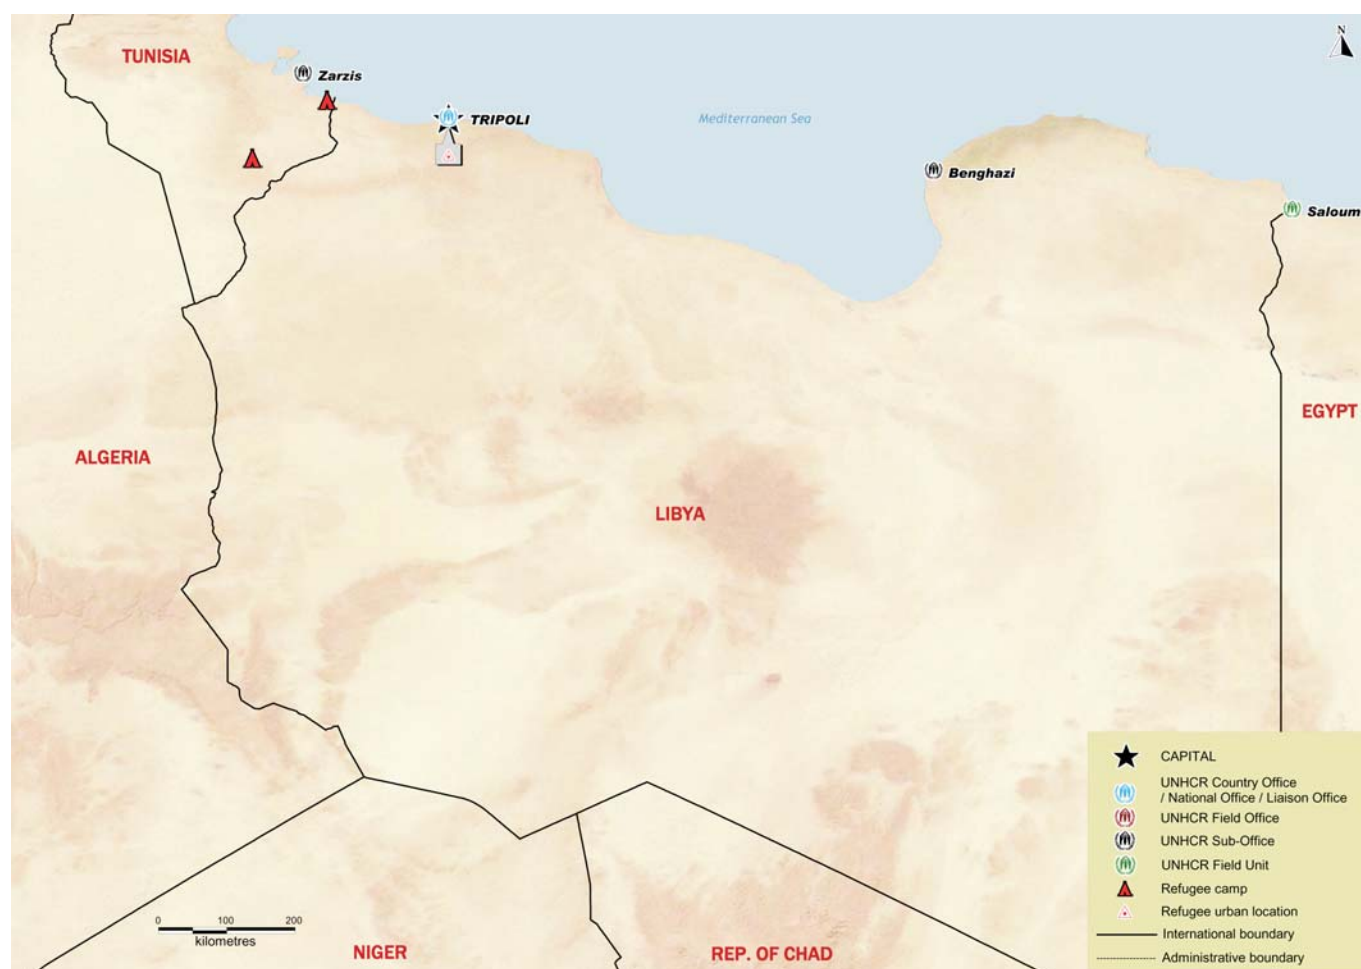 N
TUNISIA
Zarzis
TRIPOLI
Mediterranean Sea
Benghazi
Saloum
EGYPT
ALGERIA
LIBYA
CAPITAL
UNHCR Country Office
/ National Office / Liaison Office
UNHCR Field Office
UNHCR Sub-Office
UNHCR Field Unit
Refugee camp
Refugee urban location
International boundary
Administrative boundary
0 100 200
kilometres
NIGER
REP. OF CHAD